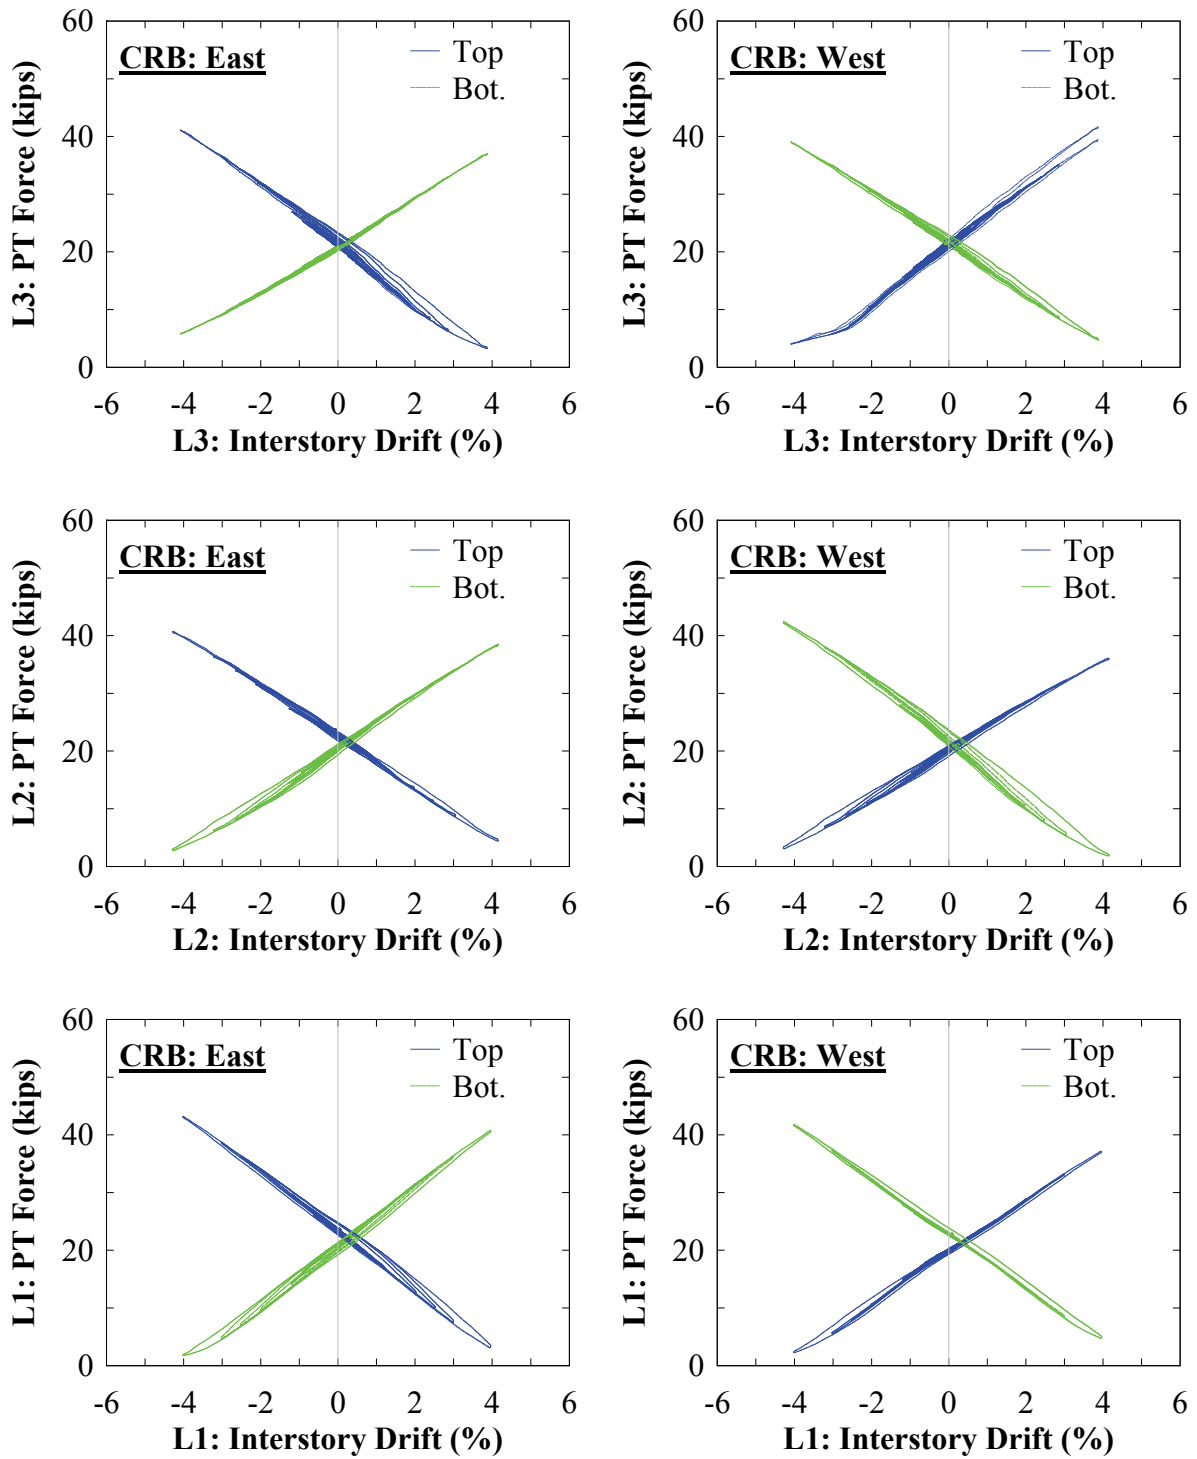 60
40
20
0
L3: PT Force (kips)
CRB: East
Top
Bot.
-6 -4 -2 0 2 4 6
L3: Interstory Drift (%)
60
40
20
0
L3: PT Force (kips)
CRB: West
Top
Bot.
-6 -4 -2 0 2 4 6
L3: Interstory Drift (%)
60
40
20
0
L2: PT Force (kips)
CRB: East
Top
Bot.
-6 -4 -2 0 2 4 6
L2: Interstory Drift (%)
60
40
20
0
L2: PT Force (kips)
CRB: West
Top
Bot.
-6 -4 -2 0 2 4 6
L2: Interstory Drift (%)
60
40
20
0
L1: PT Force (kips)
CRB: East
Top
Bot.
-6 -4 -2 0 2 4 6
L1: Interstory Drift (%)
60
40
20
0
L1: PT Force (kips)
CRB: West
Top
Bot.
-6 -4 -2 0 2 4 6
L1: Interstory Drift (%)